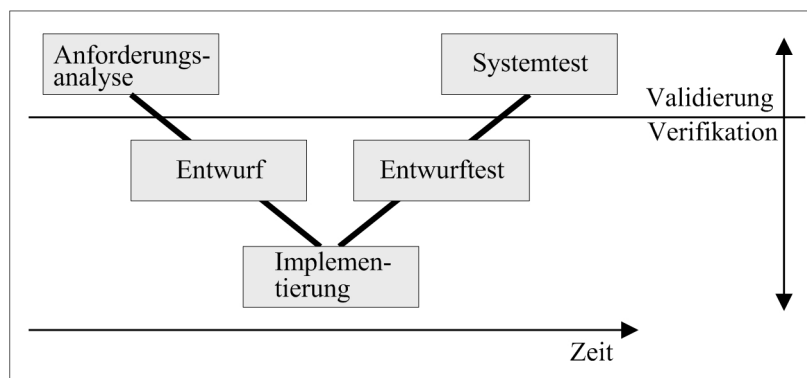 Anforderungs-
analyse
Systemtest
Validierung
Verifikation
Entwurf
Entwurftest
Implemen-
tierung
Zeit